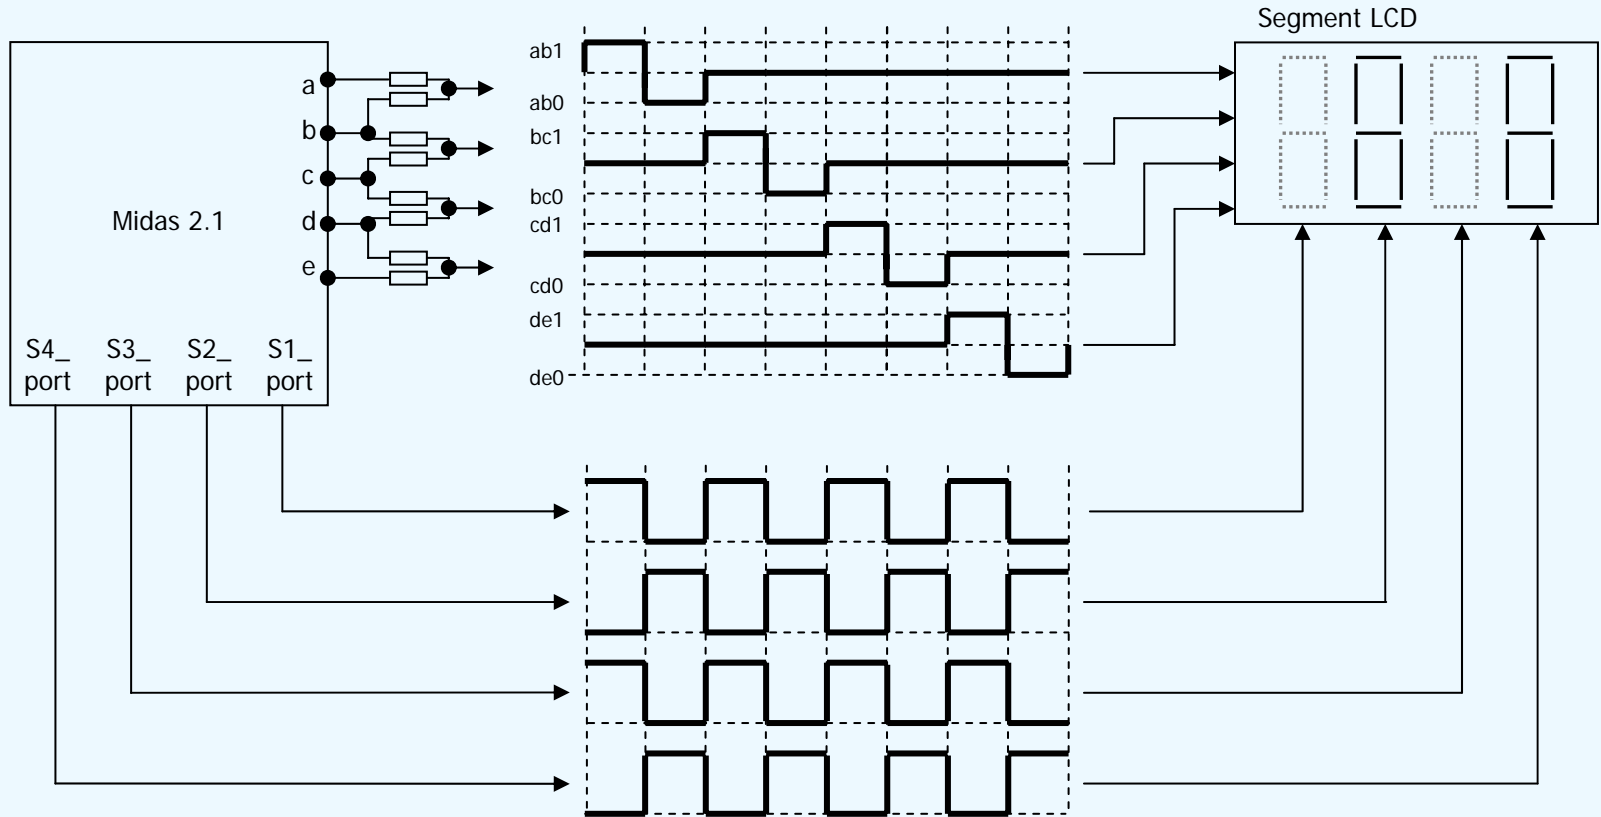 Segment LCD
a
b
c
d
e
Midas 2.1
S4_ S3_ S2_ S1_
port port port port
ab1
ab0
bc1
bc0
cd1
cd0
de1
de0